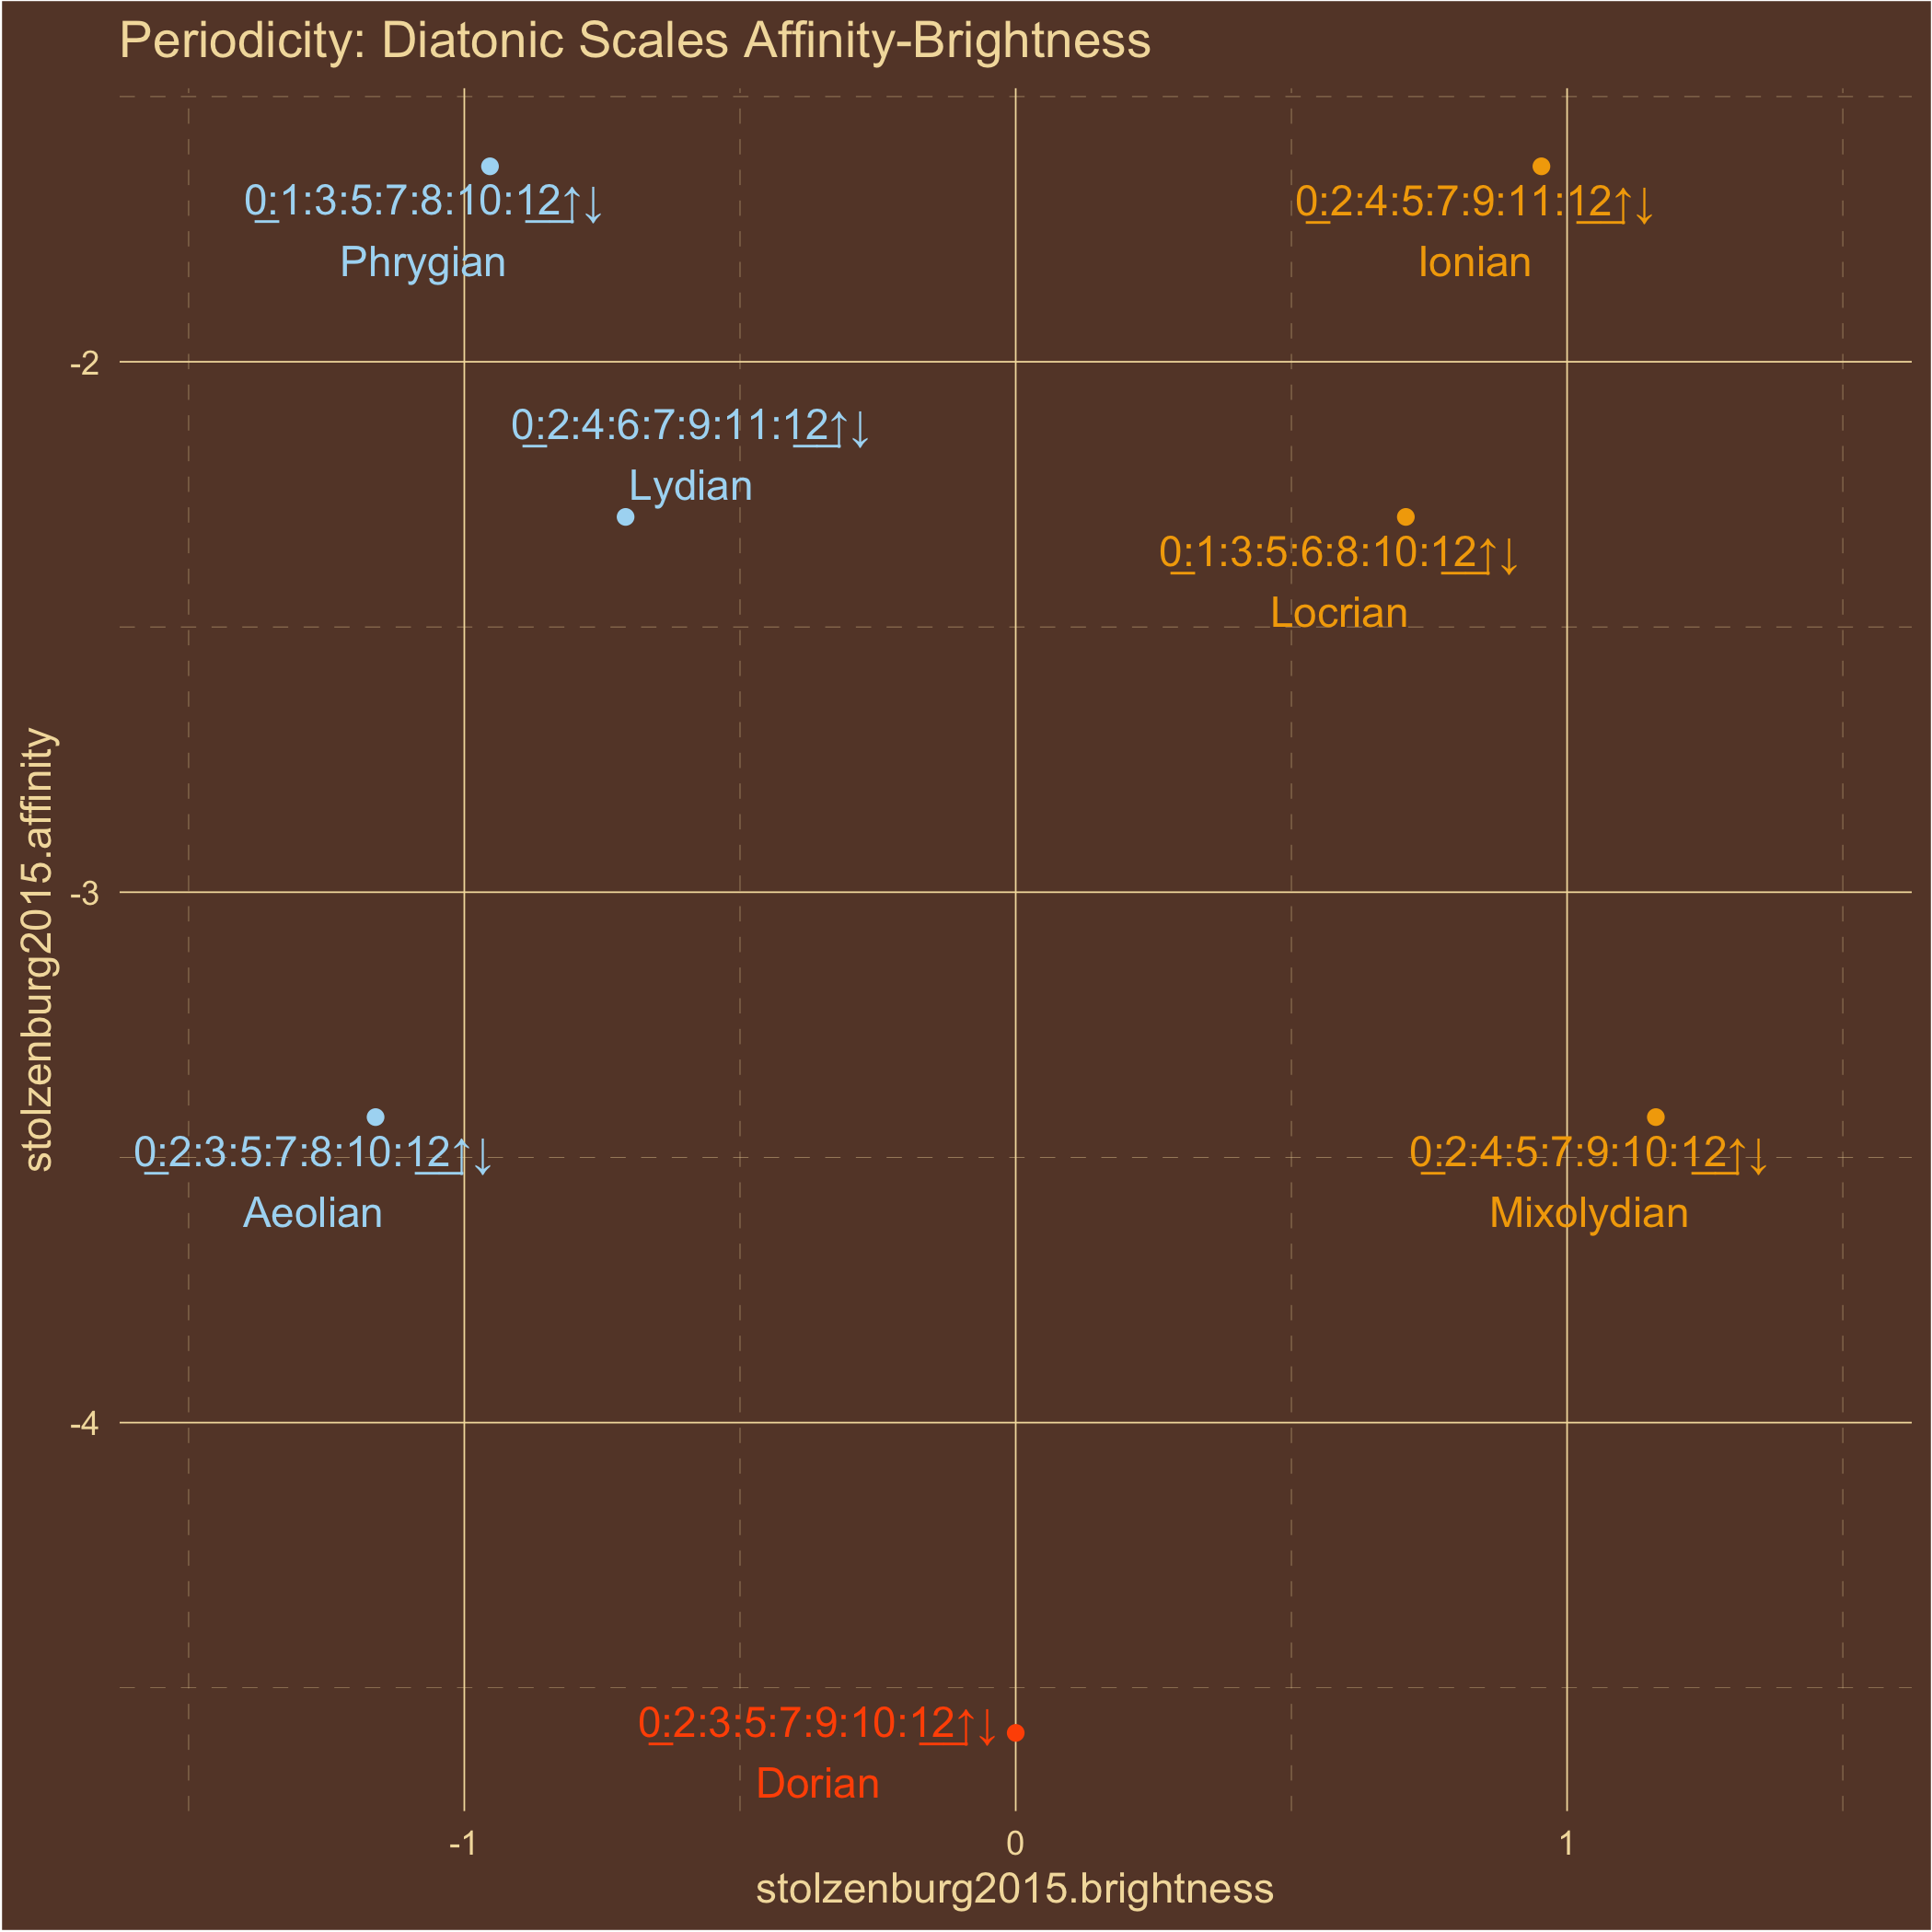 Periodicity: Diatonic Scales Affinity-Brightness
0:1:3:5:7:8:10:12↑↓
Phrygian
0:2:4:5:7:9:11:12↑↓
Ionian
-2
0:2:4:6:7:9:11:12↑↓
Lydian
0:1:3:5:6:8:10:12↑↓
Locrian
stolzenburg2015.affinity
-3
0:2:3:5:7:8:10:12↑↓
Aeolian
0:2:4:5:7:9:10:12↑↓
Mixolydian
-4
0:2:3:5:7:9:10:12↑↓
Dorian
-1
0
1
stolzenburg2015.brightness